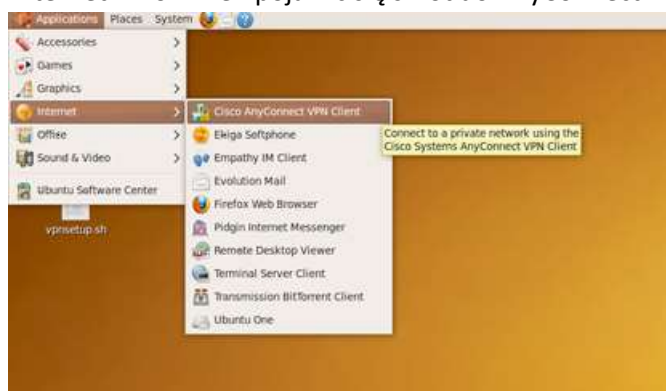 Applications Places System
Accessories
Games
Graphics
Internet
Office
Sound & Video
Ubuntu Software Center
vpnsetup.sh
Cisco AnyConnect VPN Client
Ekiga Softphone
Empathy IM Client
Evolution Mail
Firefox Web Browser
Pidgin Internet Messenger
Remote Desktop Viewer
Terminal Server Client
Transmission BitTorrent Client
Ubuntu One
Connect to a private network using the
Cisco Systems AnyConnect VPN Client